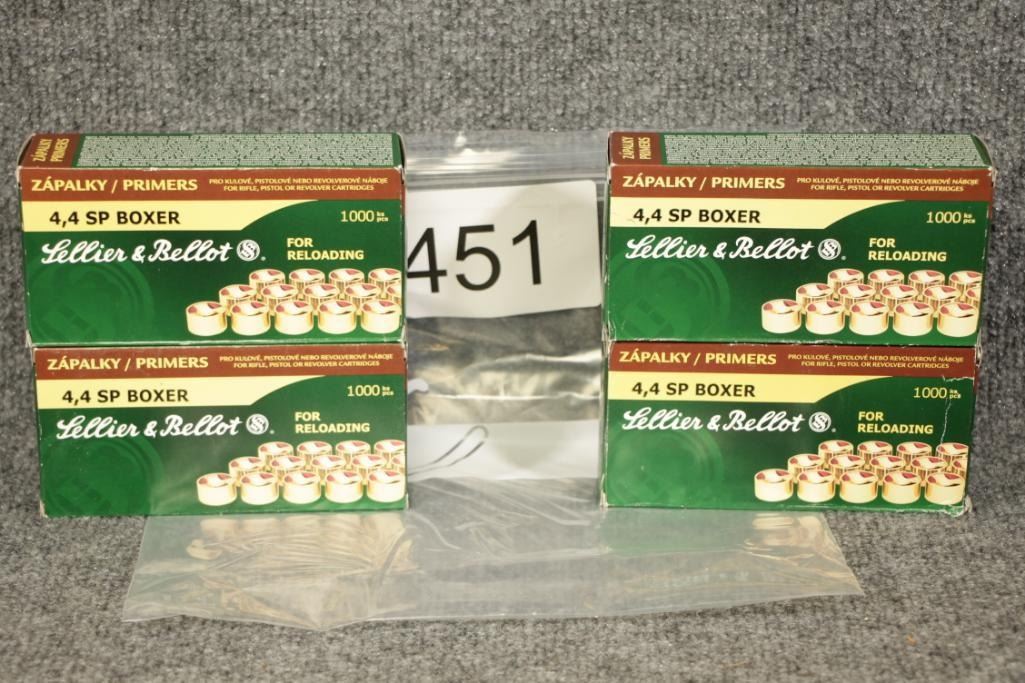 ZÁPALKY
PRIMERS
ZÁPALKY / PRIMERS
PRO KULOVÉ, PISTOLOVÉ NEBO REVOLVEROVÉ NÁBOJE
FOR RIFLE, PISTOL OR REVOLVER CARTRIDGES
4,4 SP BOXER
1000 ks
pcs
Sellier & Bellot
FOR
RELOADING
ZÁPALKY / PRIMERS
PRO KULOVÉ, PISTOLOVÉ NEBO REVOLVEROVÉ NÁBOJE
FOR RIFLE, PISTOL OR REVOLVER CARTRIDGES
4,4 SP BOXER
1000 ks
pcs
Sellier & Bellot
FOR
RELOADING
451
ZÁPALKY
PRIMERS
ZÁPALKY / PRIMERS
PRO KULOVÉ, PISTOLOVÉ NEBO REVOLVEROVÉ NÁBOJE
FOR RIFLE, PISTOL OR REVOLVER CARTRIDGES
4,4 SP BOXER
1000 ks
pcs
Sellier & Bellot
FOR
RELOADING
ZÁPALKY / PRIMERS
PRO KULOVÉ, PISTOLOVÉ NEBO REVOLVEROVÉ NÁBOJE
FOR RIFLE, PISTOL OR REVOLVER CARTRIDGES
4,4 SP BOXER
1000 ks
pcs
Sellier & Bellot
FOR
RELOADING